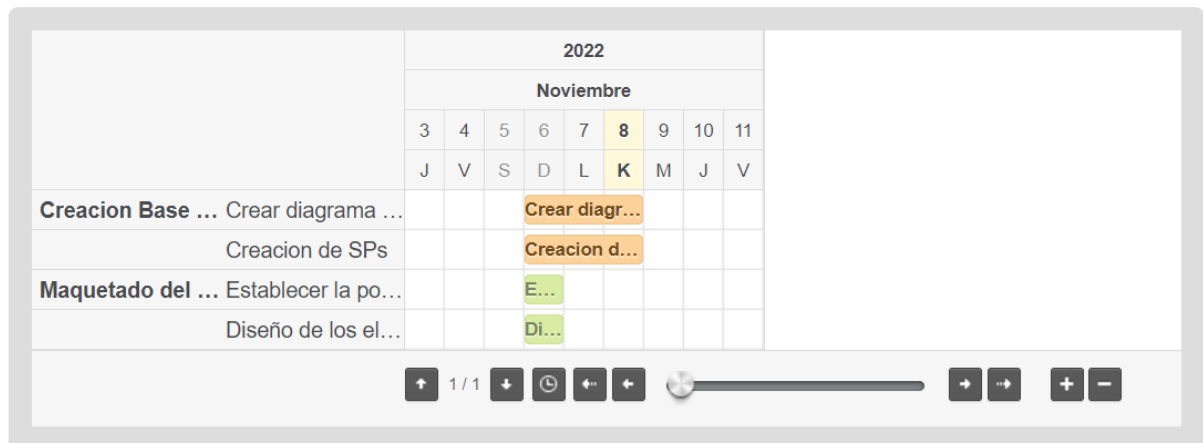 2022
Noviembre
3 4 5 6 7 8 9 10 11
J V S D L K M J V
Creacion Base ... Crear diagrama ... Crear diagr...
Creacion de SPs Creacion d...
Maquetado del ... Establecer la po... E...
Diseño de los el... Di...
1 / 1